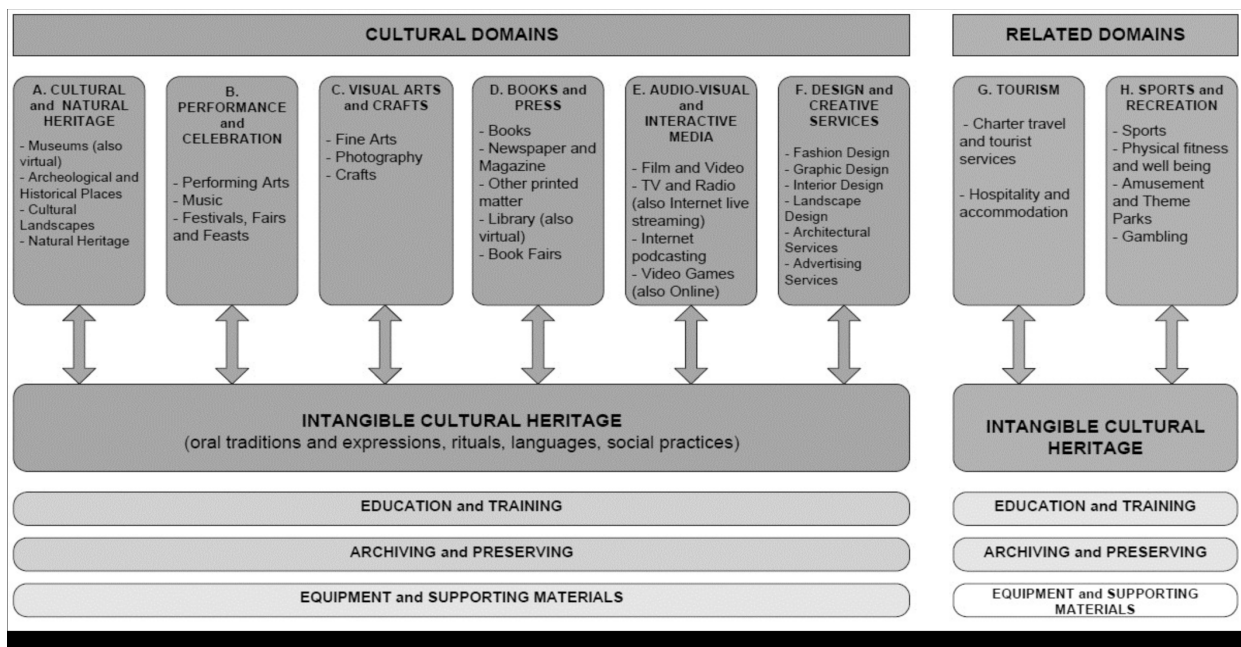 CULTURAL DOMAINS
RELATED DOMAINS
A. CULTURAL
and NATURAL
HERITAGE
- Museums (also
virtual)
- Archeological and
Historical Places
- Cultural
Landscapes
- Natural Heritage
B.
PERFORMANCE
and
CELEBRATION
- Performing Arts
- Music
- Festivals, Fairs
and Feasts
C. VISUAL ARTS
and CRAFTS
- Fine Arts
- Photography
- Crafts
D. BOOKS and
PRESS
- Books
- Newspaper and
Magazine
- Other printed
matter
- Library (also
virtual)
- Book Fairs
E. AUDIO-VISUAL
and
INTERACTIVE
MEDIA
- Film and Video
- TV and Radio
(also Internet live
streaming)
- Internet
podcasting
- Video Games
(also Online)
F. DESIGN and
CREATIVE
SERVICES
- Fashion Design
- Graphic Design
- Interior Design
- Landscape
Design
- Architectural
Services
- Advertising
Services
G. TOURISM
- Charter travel
and tourist
services
- Hospitality and
accommodation
H. SPORTS and
RECREATION
- Sports
- Physical fitness
and well being
- Amusement
and Theme
Parks
- Gambling
INTANGIBLE CULTURAL HERITAGE
(oral traditions and expressions, rituals, languages, social practices)
INTANGIBLE CULTURAL
HERITAGE
EDUCATION and TRAINING
EDUCATION and TRAINING
ARCHIVING and PRESERVING
ARCHIVING and PRESERVING
EQUIPMENT and SUPPORTING MATERIALS
EQUIPMENT and SUPPORTING
MATERIALS